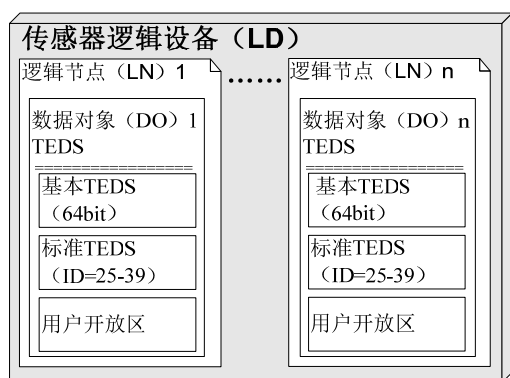 传感器逻辑设备（LD）
逻辑节点（LN）1
数据对象（DO）1
TEDS
==================
基本TEDS
（64bit）
标准TEDS
（ID=25-39）
用户开放区
……
逻辑节点（LN）n
数据对象（DO）n
TEDS
==================
基本TEDS
（64bit）
标准TEDS
（ID=25-39）
用户开放区